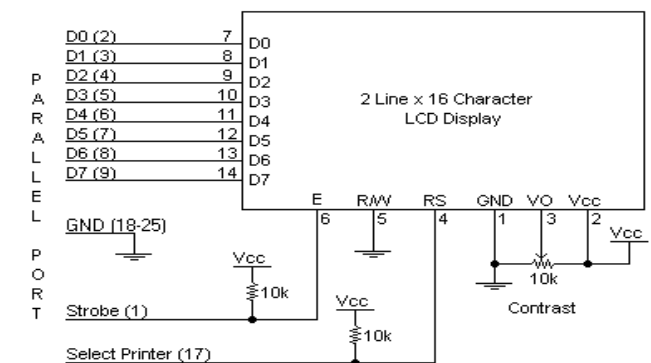 PARALLEL PORT
D0 (2) 7 D0
D1 (3) 8 D1
D2 (4) 9 D2
D3 (5) 10 D3
D4 (6) 11 D4
D5 (7) 12 D5
D6 (8) 13 D6
D7 (9) 14 D7
2 Line x 16 Character
LCD Display
E R/W RS GND VO Vcc
6 5 4 1 3 2
GND (18-25)
Vcc
Vcc
10k
10k
Contrast
Strobe (1)
Vcc
10k
Select Printer (17)